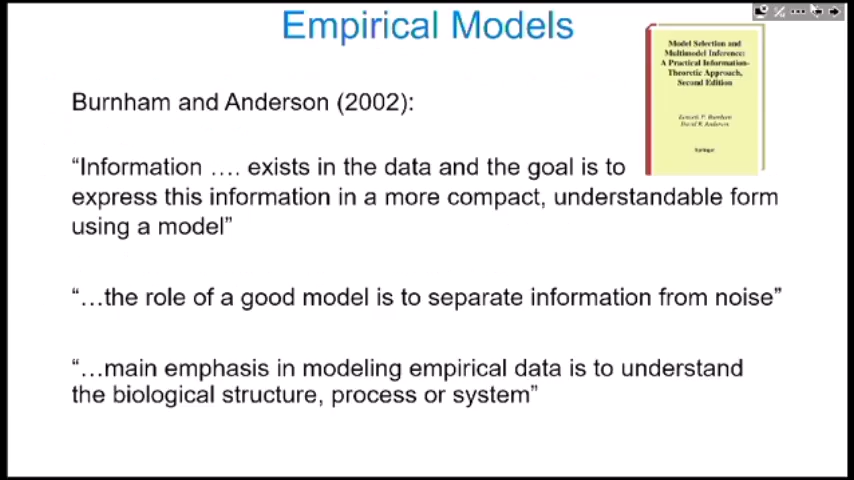 Empirical Models
Model Selection and
Multimodel Inference:
A Practical Information-
Theoretic Approach,
Second Edition
Kenneth P. Burnham
David R. Anderson
Springer
Burnham and Anderson (2002):
“Information …. exists in the data and the goal is to
express this information in a more compact, understandable form
using a model”
“…the role of a good model is to separate information from noise”
“…main emphasis in modeling empirical data is to understand
the biological structure, process or system”